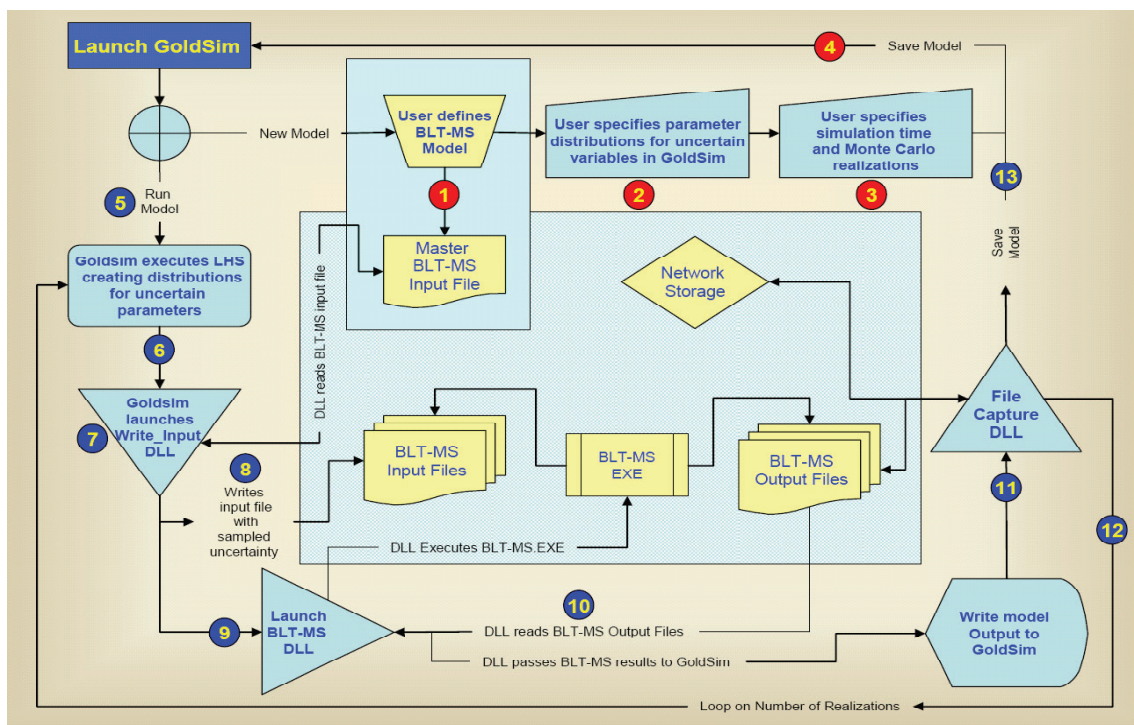 Launch GoldSim
4
Save Model
New Model
User defines
BLT-MS
Model
User specifies parameter
distributions for uncertain
variables in GoldSim
User specifies
simulation time
and Monte Carlo
realizations
1
2
3
13
5
Run
Model
Master
BLT-MS
Input File
Network
Storage
Save
Model
Goldsim executes LHS
creating distributions
for uncertain
parameters
DLL reads BLT-MS input file
6
Goldsim
launches
Write_Input
DLL
7
8
Writes
input file
with
sampled
uncertainty
BLT-MS
Input Files
BLT-MS
EXE
BLT-MS
Output Files
File
Capture
DLL
11
12
DLL Executes BLT-MS.EXE
9
Launch
BLT-MS
DLL
10
DLL reads BLT-MS Output Files
DLL passes BLT-MS results to GoldSim
Write model
Output to
GoldSim
Loop on Number of Realizations